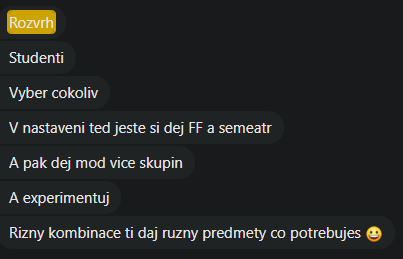 Rozvrh
Studenti
Vyber cokoliv
V nastaveni ted jeste si dej FF a semeatr
A pak dej mod vice skupin
A experimentuj
Rizny kombinace ti daj ruzny predmety co potrebujes 😀